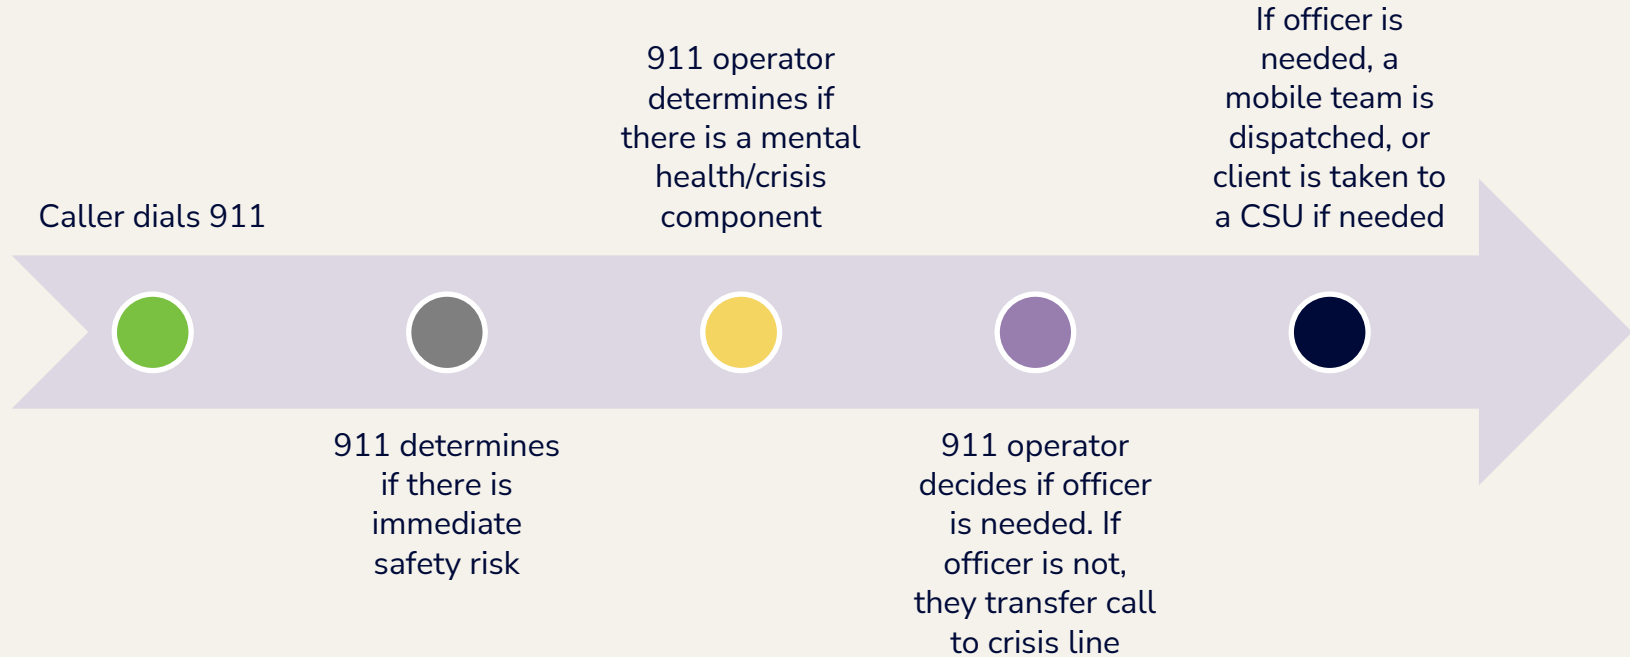 Caller dials 911
911 determines
if there is
immediate
safety risk
911 operator
determines if
there is a mental
health/crisis
component
911 operator
decides if officer
is needed. If
officer is not,
they transfer call
to crisis line
If officer is
needed, a
mobile team is
dispatched, or
client is taken to
a CSU if needed